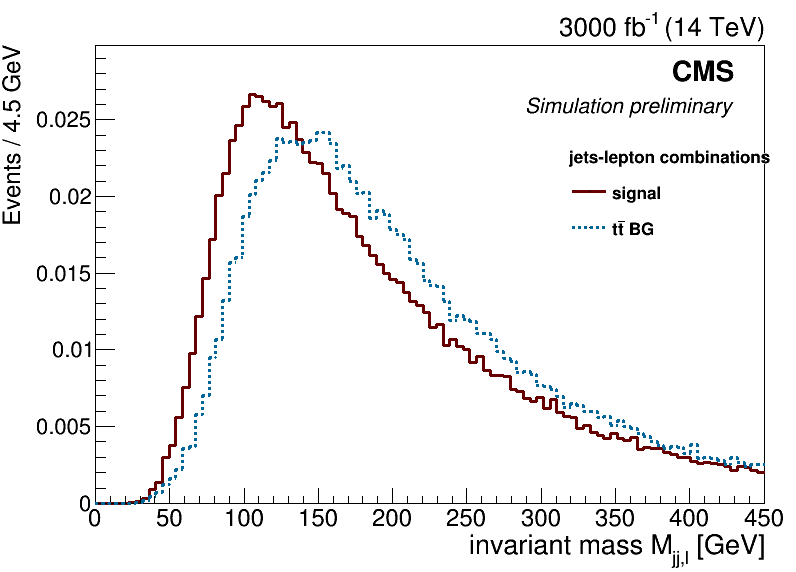 3000 fb⁻¹ (14 TeV)
Events / 4.5 GeV
CMS
Simulation preliminary
jets-lepton combinations
signal
tt̄ BG
0.025
0.02
0.015
0.01
0.005
0
0 50 100 150 200 250 300 350 400 450
invariant mass M_jj,l [GeV]